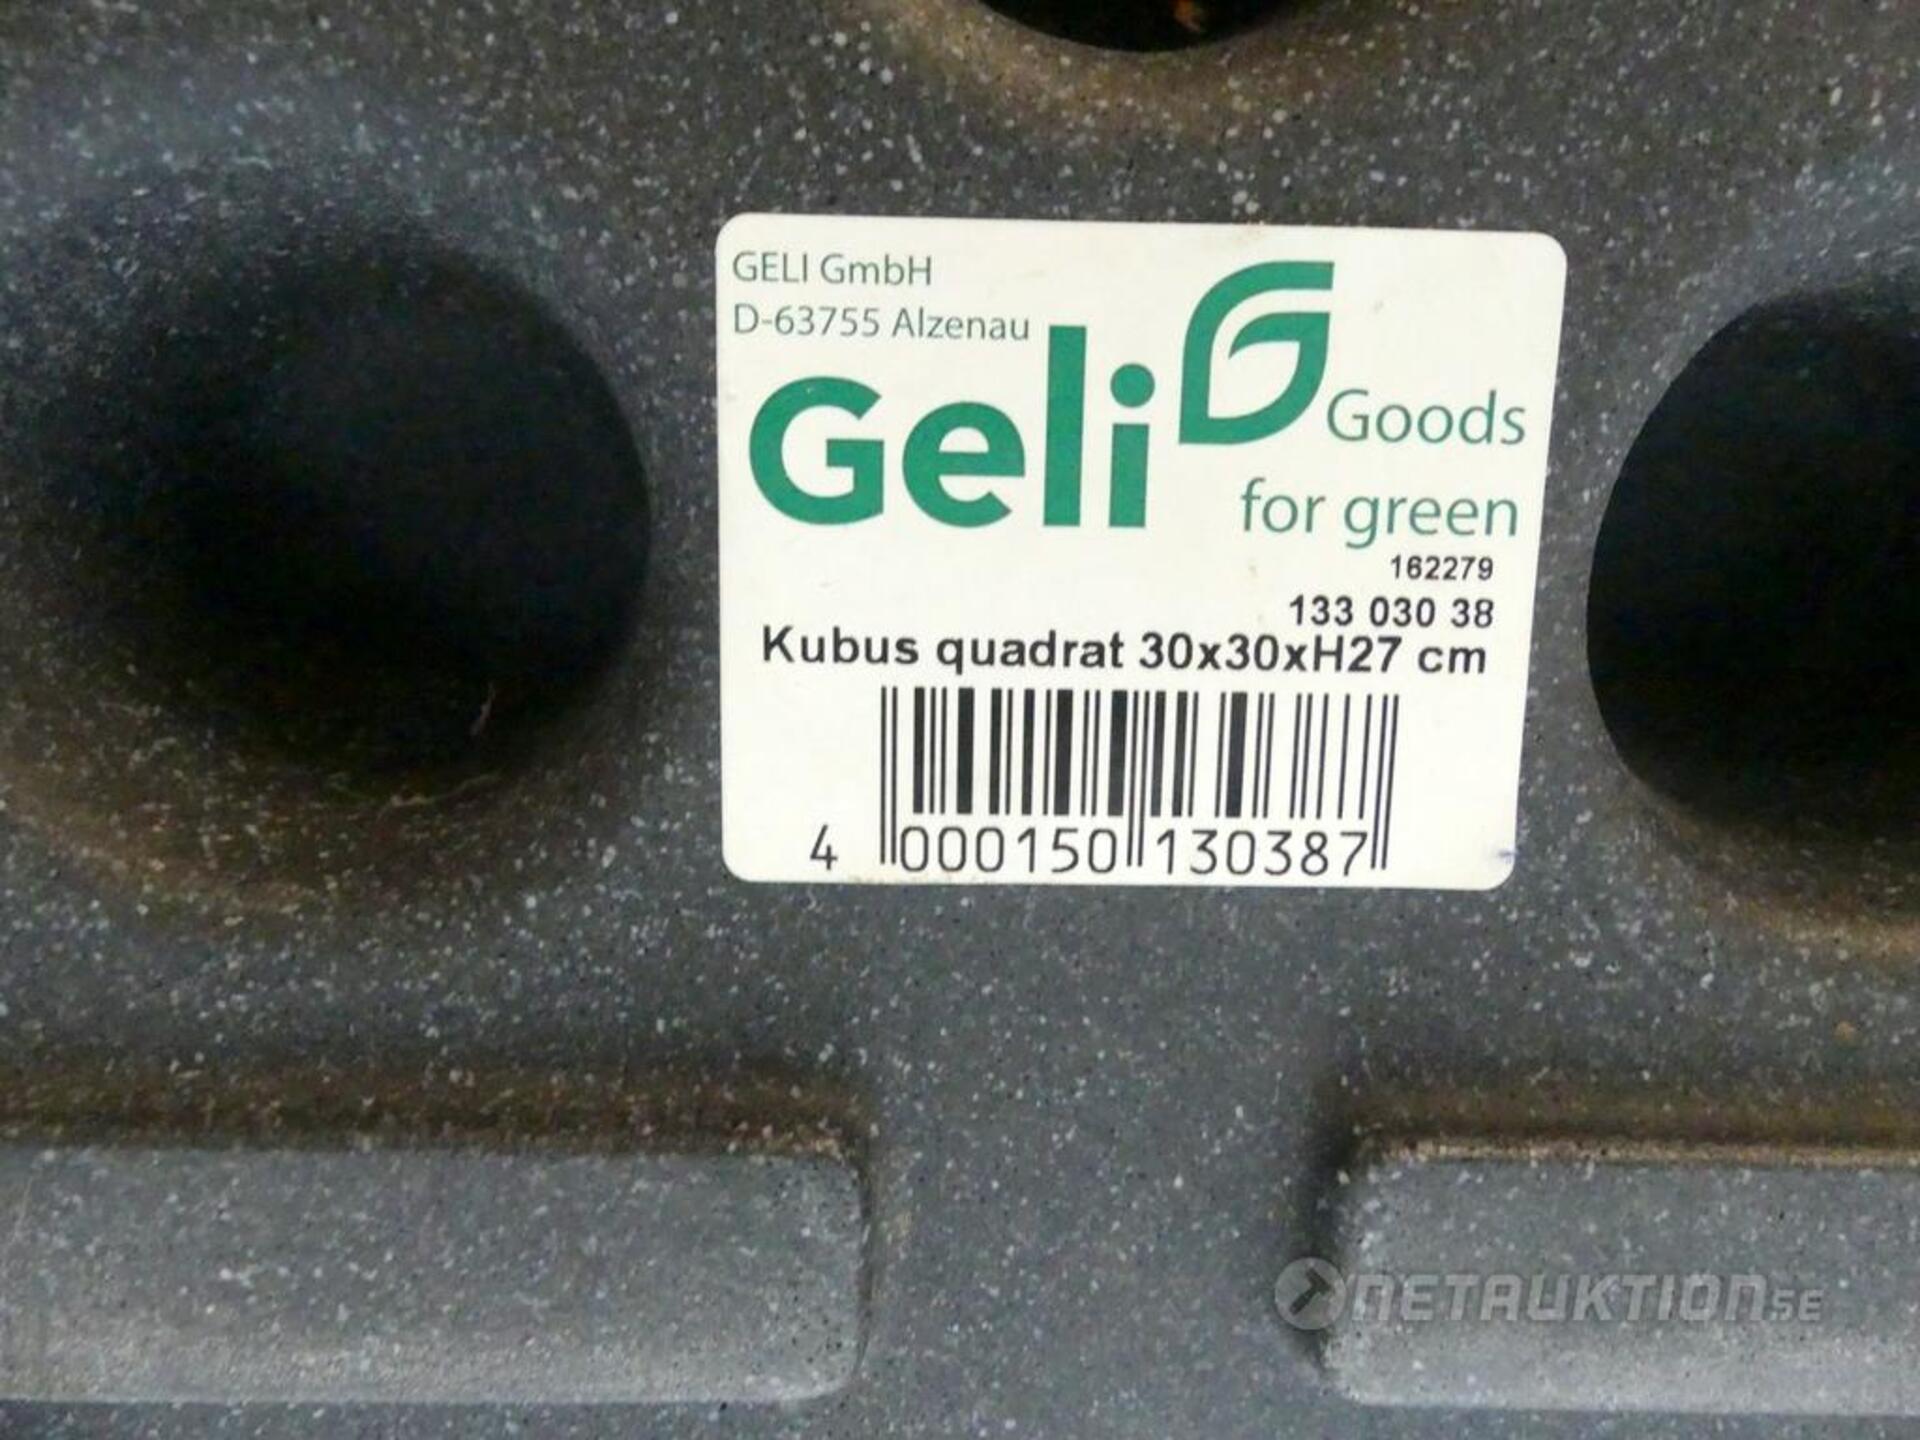 GELI GmbH
D-63755 Alzenau
Geli Goods
for green
162279
133 030 38
Kubus quadrat 30x30xH27 cm
4 000150 130387
NETAUKTION.SE